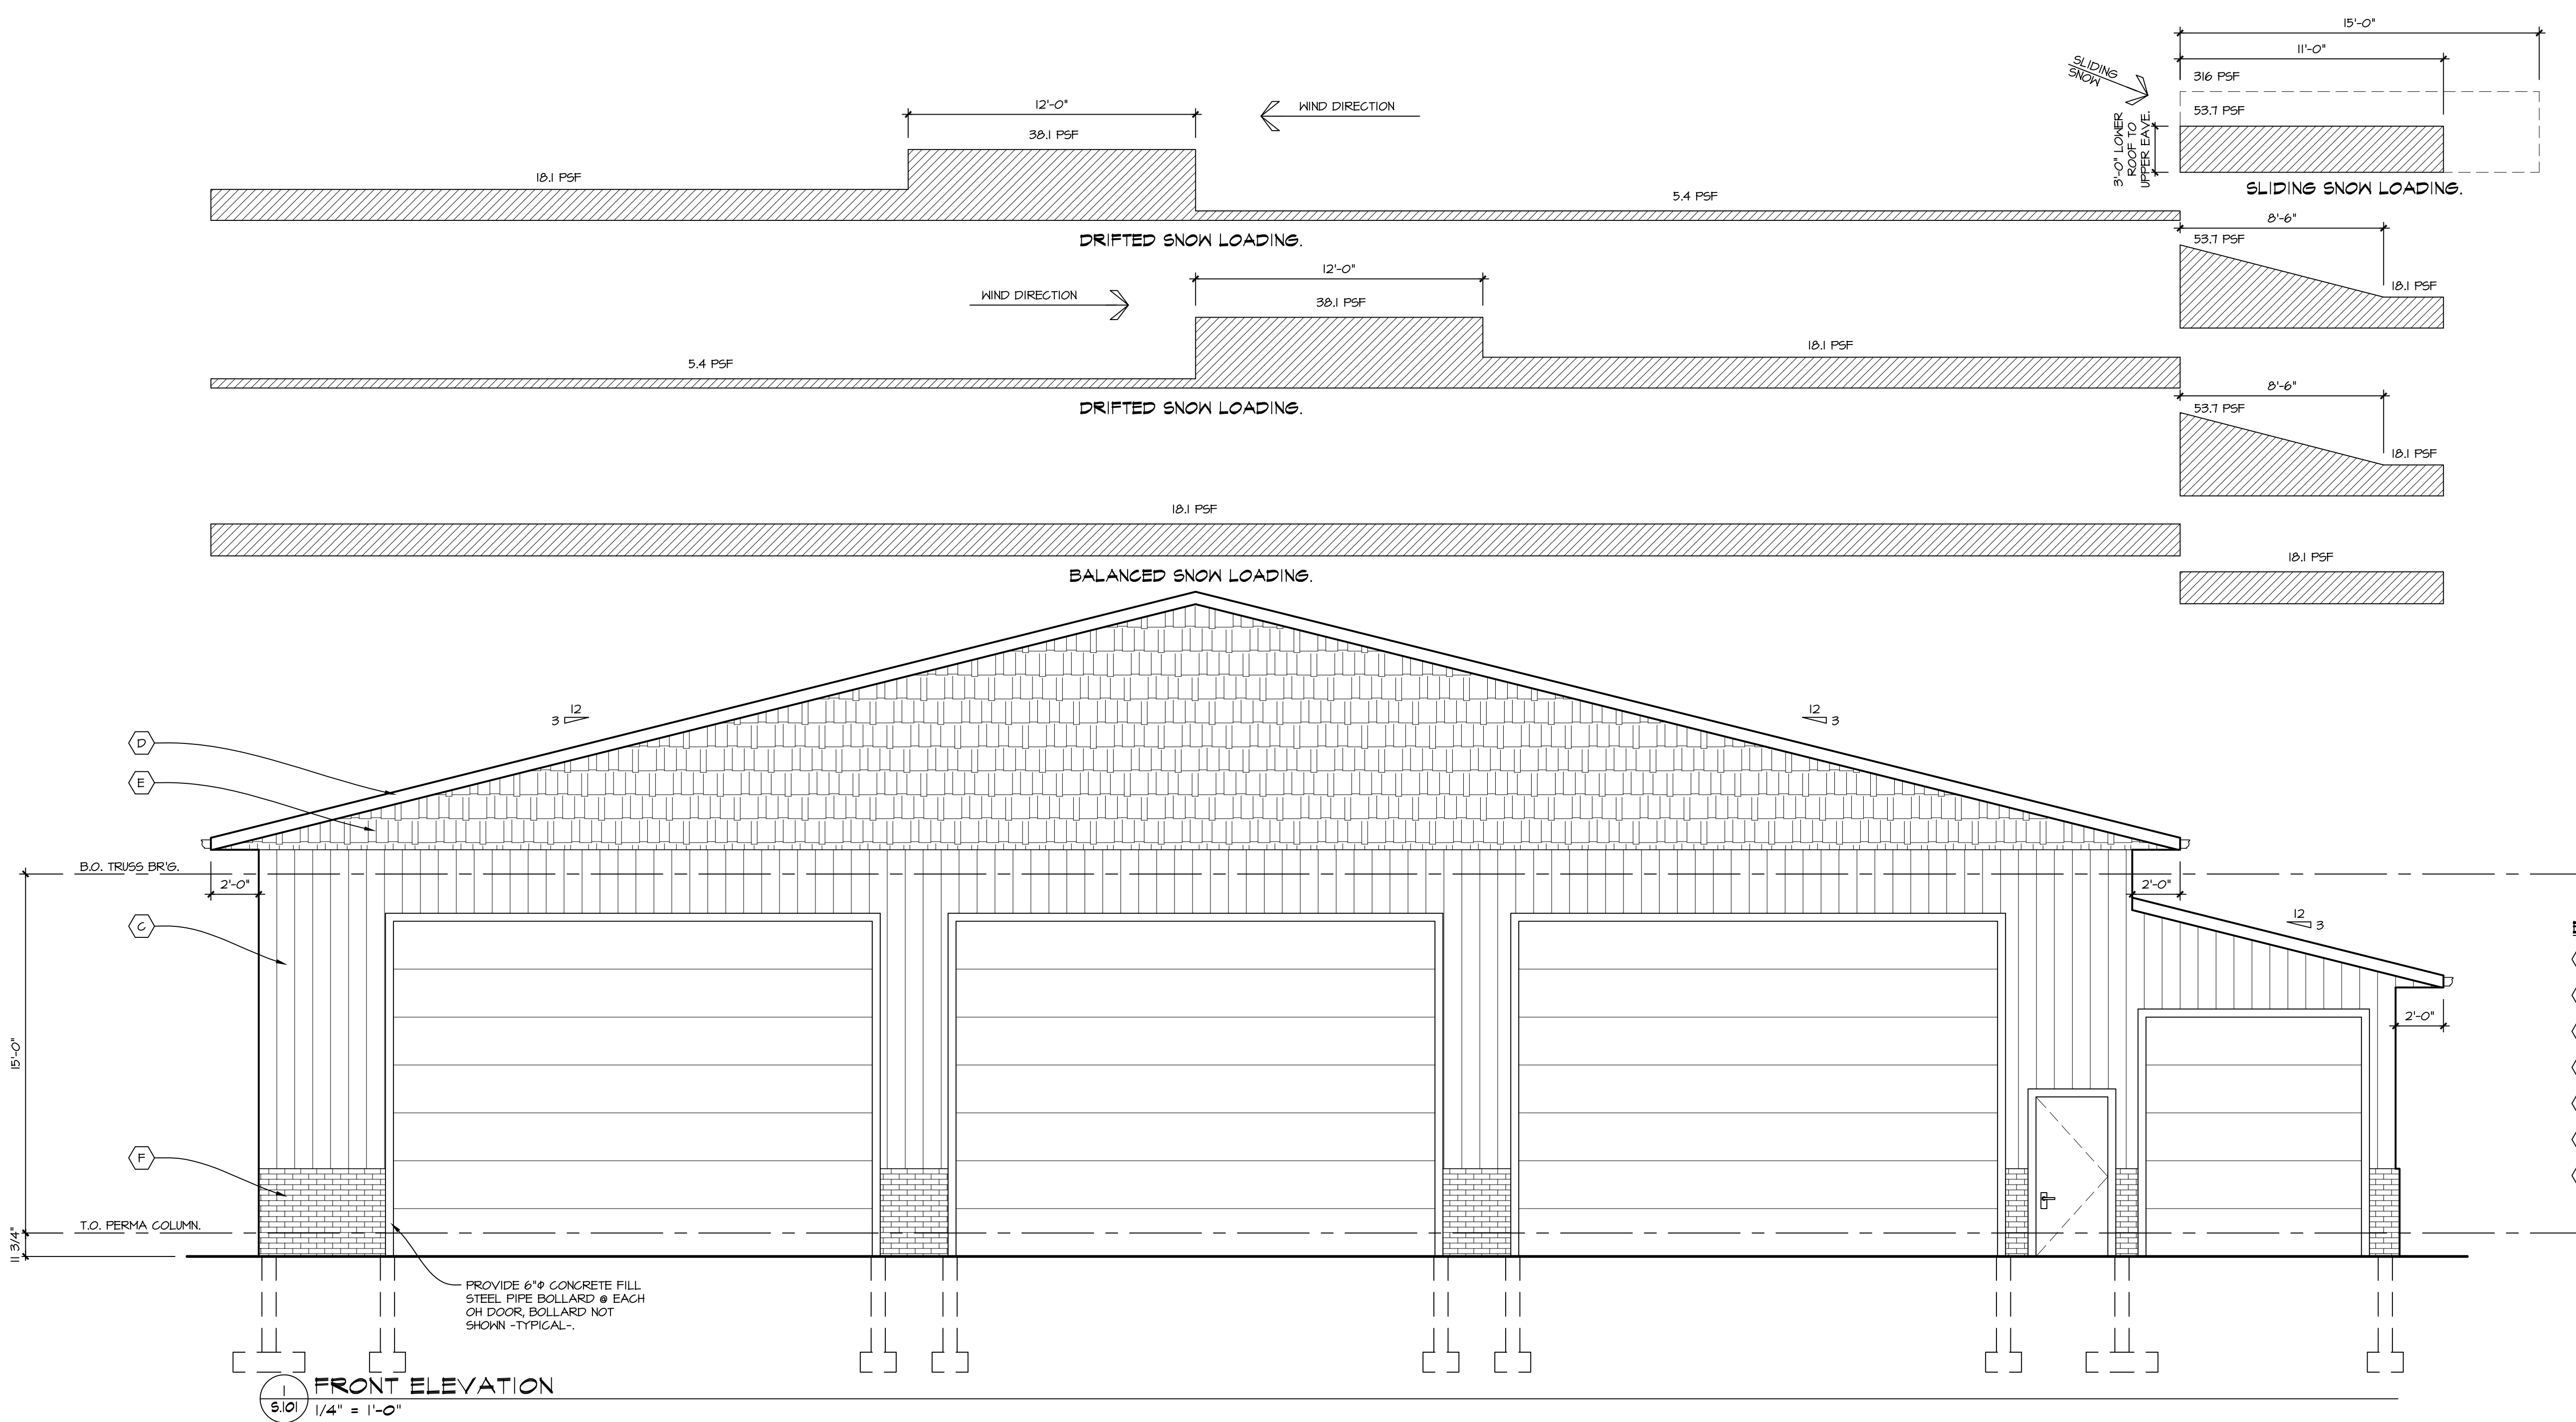 15'-0"
11'-0"
316 PSF
SLIDING
SNOW
53.7 PSF
3'-0" LOWER
ROOF TO
UPPER EAVE.
SLIDING SNOW LOADING.
12'-0"
WIND DIRECTION
38.1 PSF
18.1 PSF
5.4 PSF
DRIFTED SNOW LOADING.
8'-6"
53.7 PSF
18.1 PSF
12'-0"
WIND DIRECTION
38.1 PSF
5.4 PSF
18.1 PSF
DRIFTED SNOW LOADING.
8'-6"
53.7 PSF
18.1 PSF
18.1 PSF
BALANCED SNOW LOADING.
18.1 PSF
12
3
12
3
D
E
B.O. TRUSS BR'G.
2'-0"
2'-0"
C
12
3
2'-0"
15'-0"
F
T.O. PERMA COLUMN.
11 3/4"
PROVIDE 6"Φ CONCRETE FILL
STEEL PIPE BOLLARD @ EACH
OH DOOR, BOLLARD NOT
SHOWN -TYPICAL-.
1
S.101
FRONT ELEVATION
1/4" = 1'-0"